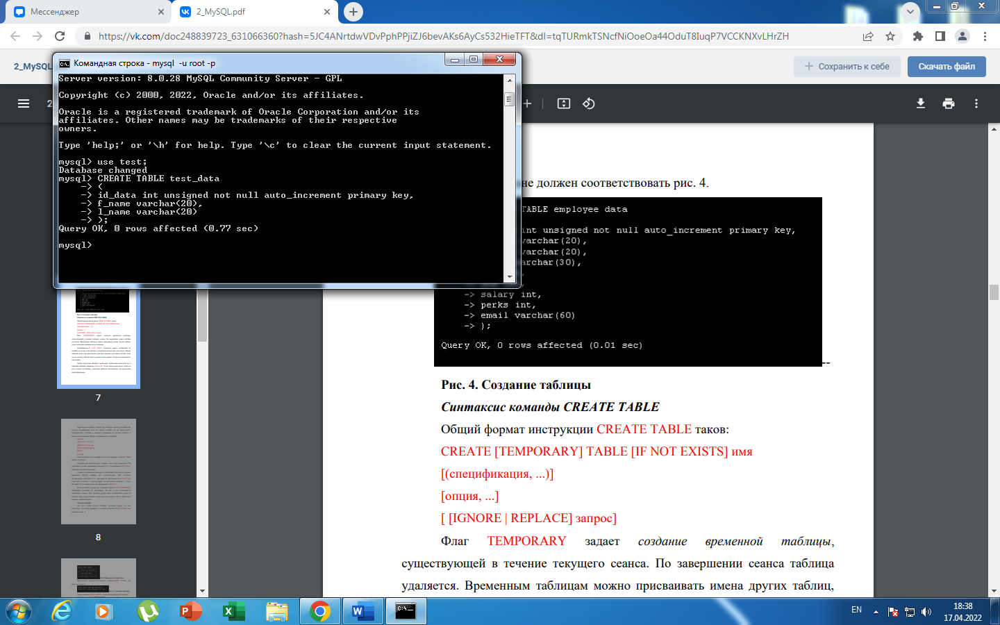 Мессенджер
2_MySQL.pdf
https://vk.com/doc248839723_631066360?hash=5JC4ANrtdwVDvPphPPjiZJ6bevAKs6AyCs532HieTFT&dl=tqTURmkTSNcfNiOoeOa44OduT8IuqP7VCCKNXvLHrZH
2_MySQL
Сохранить к себе
Скачать файл
2
Командная строка - mysql -u root -p
Server version: 8.0.28 MySQL Community Server - GPL
Copyright (c) 2000, 2022, Oracle and/or its affiliates.
Oracle is a registered trademark of Oracle Corporation and/or its
affiliates. Other names may be trademarks of their respective
owners.
Type 'help;' or '\h' for help. Type '\c' to clear the current input statement.
mysql> use test;
Database changed
mysql> CREATE TABLE test_data
-> (
-> id_data int unsigned not null auto_increment primary key,
-> f_name varchar(20),
-> l_name varchar(20)
-> );
Query OK, 0 rows affected (0.77 sec)
mysql>
не должен соответствовать рис. 4.
TABLE employee data
int unsigned not null auto_increment primary key,
varchar(20),
varchar(20),
varchar(30),
-> salary int,
-> perks int,
-> email varchar(60)
-> );
Query OK, 0 rows affected (0.01 sec)
--
Рис. 4. Создание таблицы
Синтаксис команды CREATE TABLE
Общий формат инструкции CREATE TABLE таков:
CREATE [TEMPORARY] TABLE [IF NOT EXISTS] имя
[(спецификация, ...)]
[опция, ...]
[ [IGNORE | REPLACE] запрос]
Флаг TEMPORARY задает создание временной таблицы,
существующей в течение текущего сеанса. По завершении сеанса таблица
удаляется. Временным таблицам можно присваивать имена других таблиц,
7
8
EN
18:38
17.04.2022